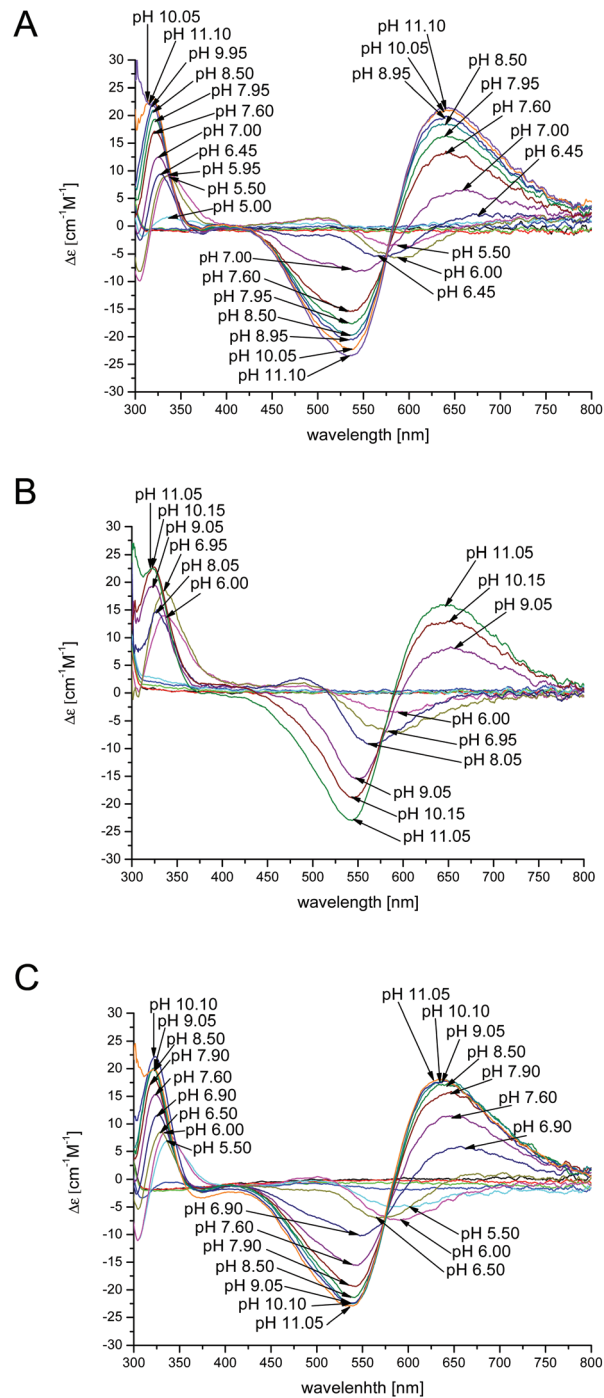 A
pH 10.05
pH 11.10
pH 9.95
pH 8.50
pH 7.95
pH 7.60
pH 7.00
pH 6.45
pH 5.95
pH 5.50
pH 5.00
pH 11.10
pH 10.05
pH 8.95
pH 8.50
pH 7.95
pH 7.60
pH 7.00
pH 6.45
pH 7.00
pH 7.60
pH 7.95
pH 8.50
pH 8.95
pH 10.05
pH 11.10
pH 5.50
pH 6.00
pH 6.45
30
25
20
15
10
5
0
-5
-10
-15
-20
-25
-30
Δε [cm⁻¹M⁻¹]
300 350 400 450 500 550 600 650 700 750 800
wavelength [nm]
B
pH 11.05
pH 10.15
pH 9.05
pH 6.95
pH 8.05
pH 6.00
pH 11.05
pH 10.15
pH 9.05
pH 6.00
pH 6.95
pH 8.05
pH 9.05
pH 10.15
pH 11.05
30
25
20
15
10
5
0
-5
-10
-15
-20
-25
-30
Δε [cm⁻¹M⁻¹]
300 350 400 450 500 550 600 650 700 750 800
wavelength [nm]
C
pH 10.10
pH 9.05
pH 8.50
pH 7.90
pH 7.60
pH 6.90
pH 6.50
pH 6.00
pH 5.50
pH 11.05
pH 10.10
pH 9.05
pH 8.50
pH 7.90
pH 7.60
pH 6.90
pH 6.90
pH 7.60
pH 7.90
pH 8.50
pH 9.05
pH 10.10
pH 11.05
pH 5.50
pH 6.00
pH 6.50
30
25
20
15
10
5
0
-5
-10
-15
-20
-25
-30
Δε [cm⁻¹M⁻¹]
300 350 400 450 500 550 600 650 700 750 800
wavelenhth [nm]